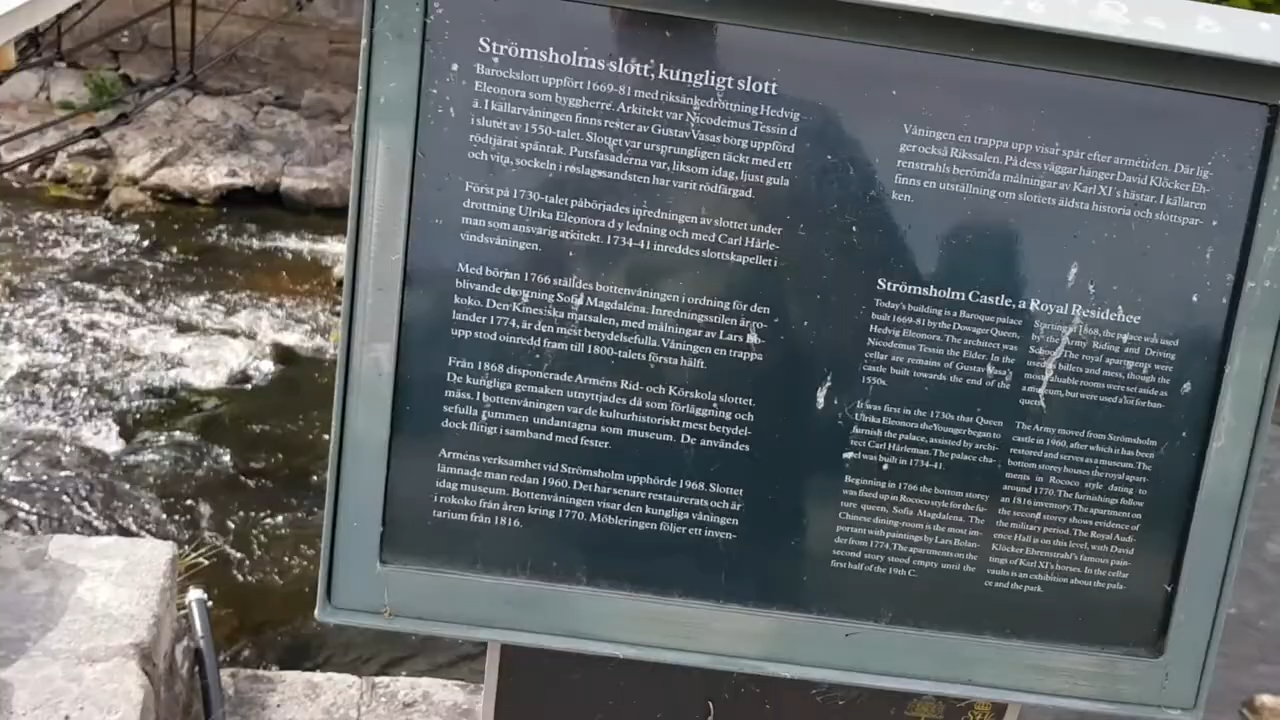 Strömsholms slott, kungligt slott
Barockslott uppfört 1669-81 med riksänkedrottning Hedvig
Eleonora som byggherre. Arkitekt var Nicodemus Tessin d
ä. I källarvåningen finns rester av Gustav Vasas borg uppförd
i slutet av 1550-talet. Slottet var ursprungligen täckt med ett
rödtjärat spåntak. Putsfasaderna var, liksom idag, ljust gula
och vita, sockeln i roslagssandsten har varit rödfärgad.
Först på 1730-talet påbörjades inredningen av slottet under
drottning Ulrika Eleonora d y ledning och med Carl Hårle-
man som ansvarig arkitekt. 1734-41 inreddes slottskapellet i
vindsvåningen.
Med början 1766 ställdes bottenvåningen i ordning för den
blivande drottning Sofia Magdalena. Inredningsstilen är ro-
koko. Den Kinesiska matsalen, med målningar av Lars Bo-
lander 1774, är den mest betydelsefulla. Våningen en trappa
upp stod oinredd fram till 1800-talets första hälft.
Från 1868 disponerade Arméns Rid- och Körskola slottet.
De kungliga gemaken utnyttjades då som förläggning och
mäss. I bottenvåningen var de kulturhistoriskt mest betydel-
sefulla rummen undantagna som museum. De användes
dock flitigt i samband med fester.
Arméns verksamhet vid Strömsholm upphörde 1968. Slottet
lämnade man redan 1960. Det har senare restaurerats och är
idag museum. Bottenvåningen visar den kungliga våningen
i rokoko från åren kring 1770. Möbleringen följer ett inven-
tarium från 1816.
Våningen en trappa upp visar spår efter armétiden. Där lig-
ger också Rikssalen. På dess väggar hänger David Klöcker Eh-
renstrahls berömda målningar av Karl XI's hästar. I källaren
finns en utställning om slottets äldsta historia och slottspar-
ken.
Strömsholm Castle, a Royal Residence
Today's building is a Baroque palace
built 1669-81 by the Dowager Queen,
Hedvig Eleonora. The architect was
Nicodemus Tessin the Elder. In the
cellar are remains of Gustav Vasa's
castle built towards the end of the
1550s.
It was first in the 1730s that Queen
Ulrika Eleonora the Younger began to
furnish the palace, assisted by archi-
tect Carl Hårleman. The palace cha-
pel was built in 1734-41.
Beginning in 1766 the bottom storey
was fixed up in Rococo style for the fu-
ture queen, Sofia Magdalena. The
Chinese dining-room is the most im-
portant with paintings by Lars Bolan-
der from 1774. The apartments on the
second story stood empty until the
first half of the 19th C.
Starting in 1868, the palace was used
by the Army Riding and Driving
School. The royal apartments were
used as billets and mess, though the
most valuable rooms were set aside as
a museum, but were used a lot for ban-
quets.
The Army moved from Strömsholm
castle in 1960, after which it has been
restored and serves as a museum. The
bottom storey houses the royal apart-
ments in Rococo style dating to
around 1770. The furnishings follow
an 1816 inventory. The apartment on
the second storey shows evidence of
the military period. The Royal Audi-
ence Hall is on this level, with David
Klöcker Ehrenstrahl's famous pain-
tings of Karl XI's horses. In the cellar
vaults is an exhibition about the pala-
ce and the park.